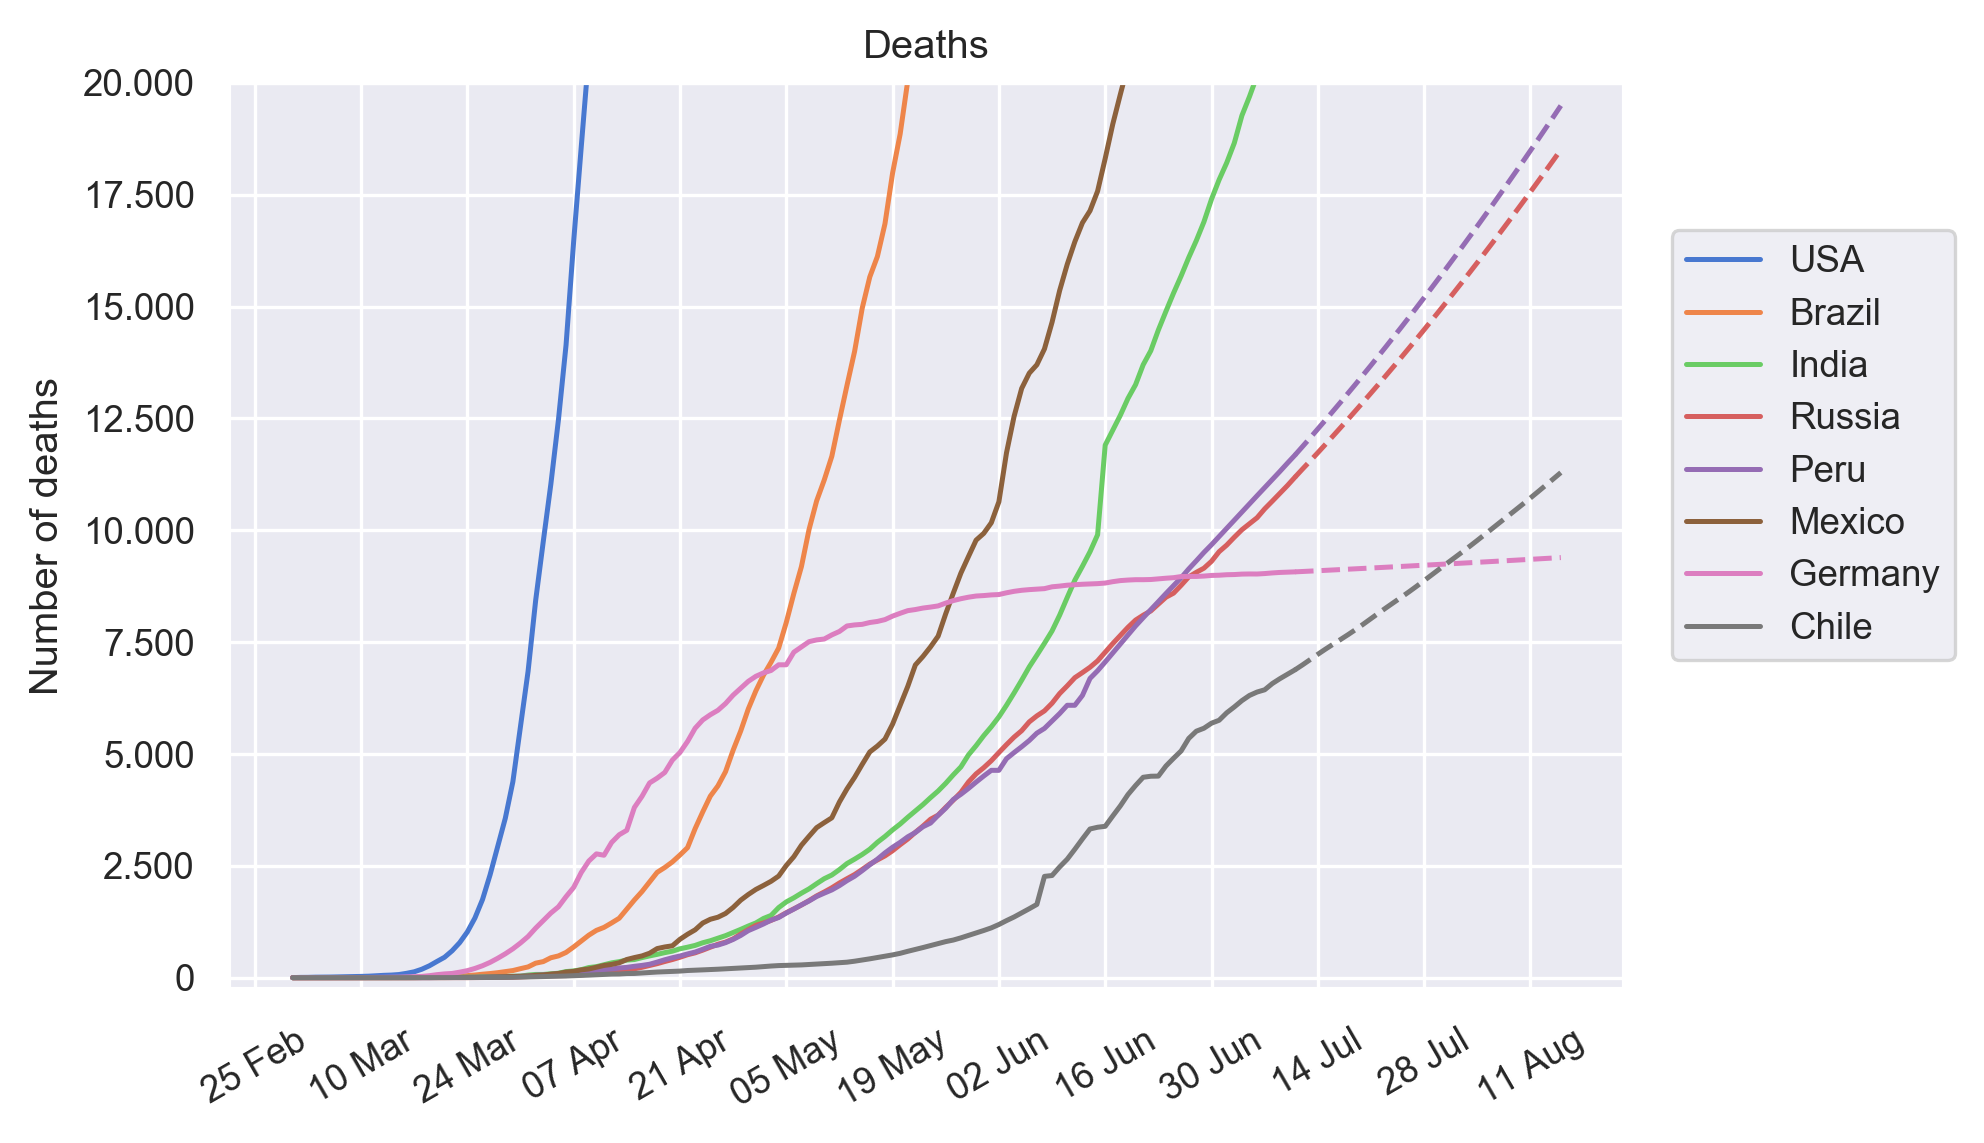 Deaths
20.000
17.500
15.000
12.500
10.000
7.500
5.000
2.500
0
Number of deaths
25 Feb
10 Mar
24 Mar
07 Apr
21 Apr
05 May
19 May
02 Jun
16 Jun
30 Jun
14 Jul
28 Jul
11 Aug
USA
Brazil
India
Russia
Peru
Mexico
Germany
Chile